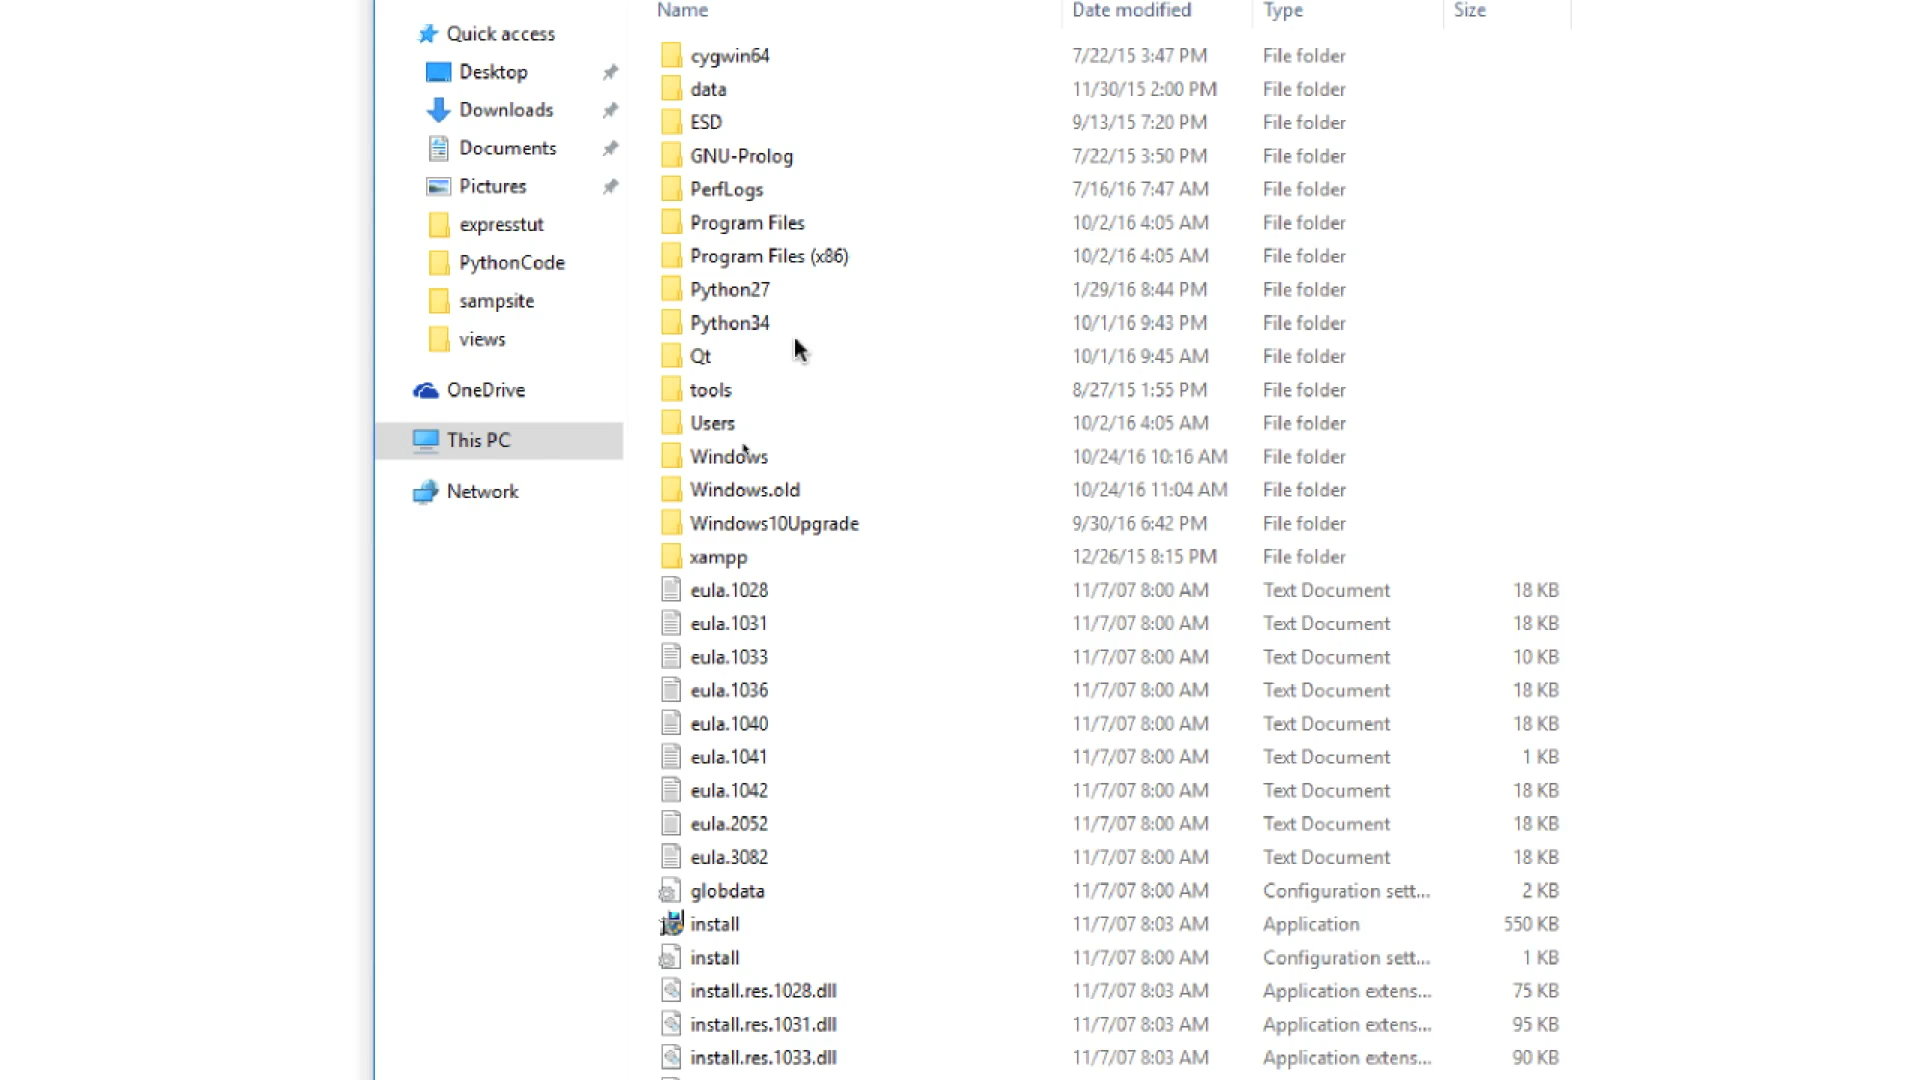 Name Date modified Type Size
Quick access
Desktop
Downloads
Documents
Pictures
expresstut
PythonCode
sampsite
views
OneDrive
This PC
Network
cygwin64 7/22/15 3:47 PM File folder
data 11/30/15 2:00 PM File folder
ESD 9/13/15 7:20 PM File folder
GNU-Prolog 7/22/15 3:50 PM File folder
PerfLogs 7/16/16 7:47 AM File folder
Program Files 10/2/16 4:05 AM File folder
Program Files (x86) 10/2/16 4:05 AM File folder
Python27 1/29/16 8:44 PM File folder
Python34 10/1/16 9:43 PM File folder
Qt 10/1/16 9:45 AM File folder
tools 8/27/15 1:55 PM File folder
Users 10/2/16 4:05 AM File folder
Windows 10/24/16 10:16 AM File folder
Windows.old 10/24/16 11:04 AM File folder
Windows10Upgrade 9/30/16 6:42 PM File folder
xampp 12/26/15 8:15 PM File folder
eula.1028 11/7/07 8:00 AM Text Document 18 KB
eula.1031 11/7/07 8:00 AM Text Document 18 KB
eula.1033 11/7/07 8:00 AM Text Document 10 KB
eula.1036 11/7/07 8:00 AM Text Document 18 KB
eula.1040 11/7/07 8:00 AM Text Document 18 KB
eula.1041 11/7/07 8:00 AM Text Document 1 KB
eula.1042 11/7/07 8:00 AM Text Document 18 KB
eula.2052 11/7/07 8:00 AM Text Document 18 KB
eula.3082 11/7/07 8:00 AM Text Document 18 KB
globdata 11/7/07 8:00 AM Configuration sett... 2 KB
install 11/7/07 8:03 AM Application 550 KB
install 11/7/07 8:00 AM Configuration sett... 1 KB
install.res.1028.dll 11/7/07 8:03 AM Application extens... 75 KB
install.res.1031.dll 11/7/07 8:03 AM Application extens... 95 KB
install.res.1033.dll 11/7/07 8:03 AM Application extens... 90 KB